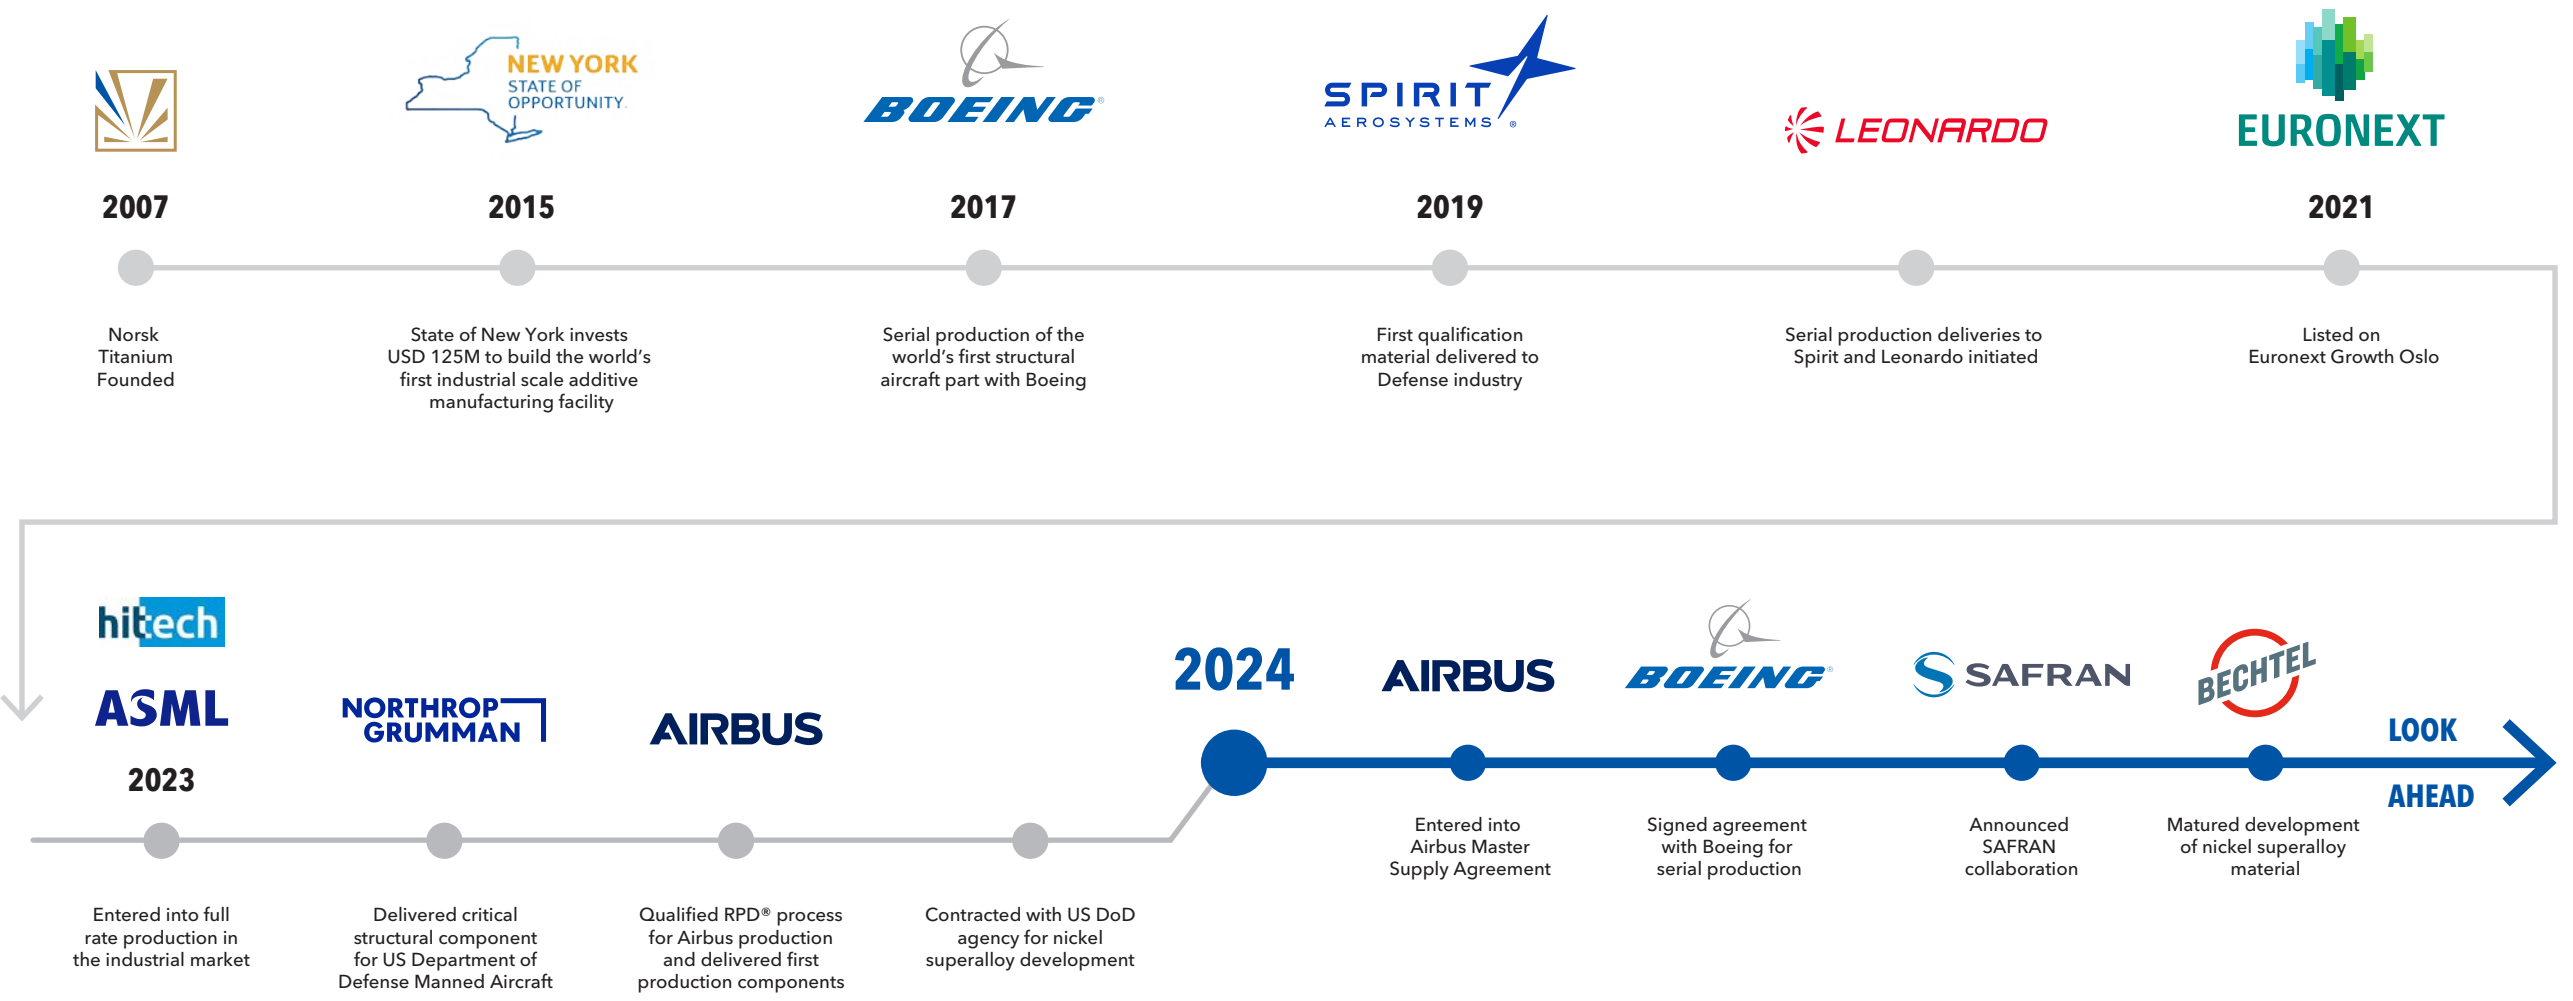 NEW YORK
STATE OF
OPPORTUNITY.
BOEING®
SPIRIT
AEROSYSTEMS®
LEONARDO
EURONEXT
2007
2015
2017
2019
2021
Norsk
Titanium
Founded
State of New York invests
USD 125M to build the world's
first industrial scale additive
manufacturing facility
Serial production of the
world's first structural
aircraft part with Boeing
First qualification
material delivered to
Defense industry
Serial production deliveries to
Spirit and Leonardo initiated
Listed on
Euronext Growth Oslo
hittech
ASML
2023
NORTHROP
GRUMMAN
AIRBUS
2024
AIRBUS
BOEING®
SAFRAN
BECHTEL
LOOK
AHEAD
Entered into full
rate production in
the industrial market
Delivered critical
structural component
for US Department of
Defense Manned Aircraft
Qualified RPD® process
for Airbus production
and delivered first
production components
Contracted with US DoD
agency for nickel
superalloy development
Entered into
Airbus Master
Supply Agreement
Signed agreement
with Boeing for
serial production
Announced
SAFRAN
collaboration
Matured development
of nickel superalloy
material